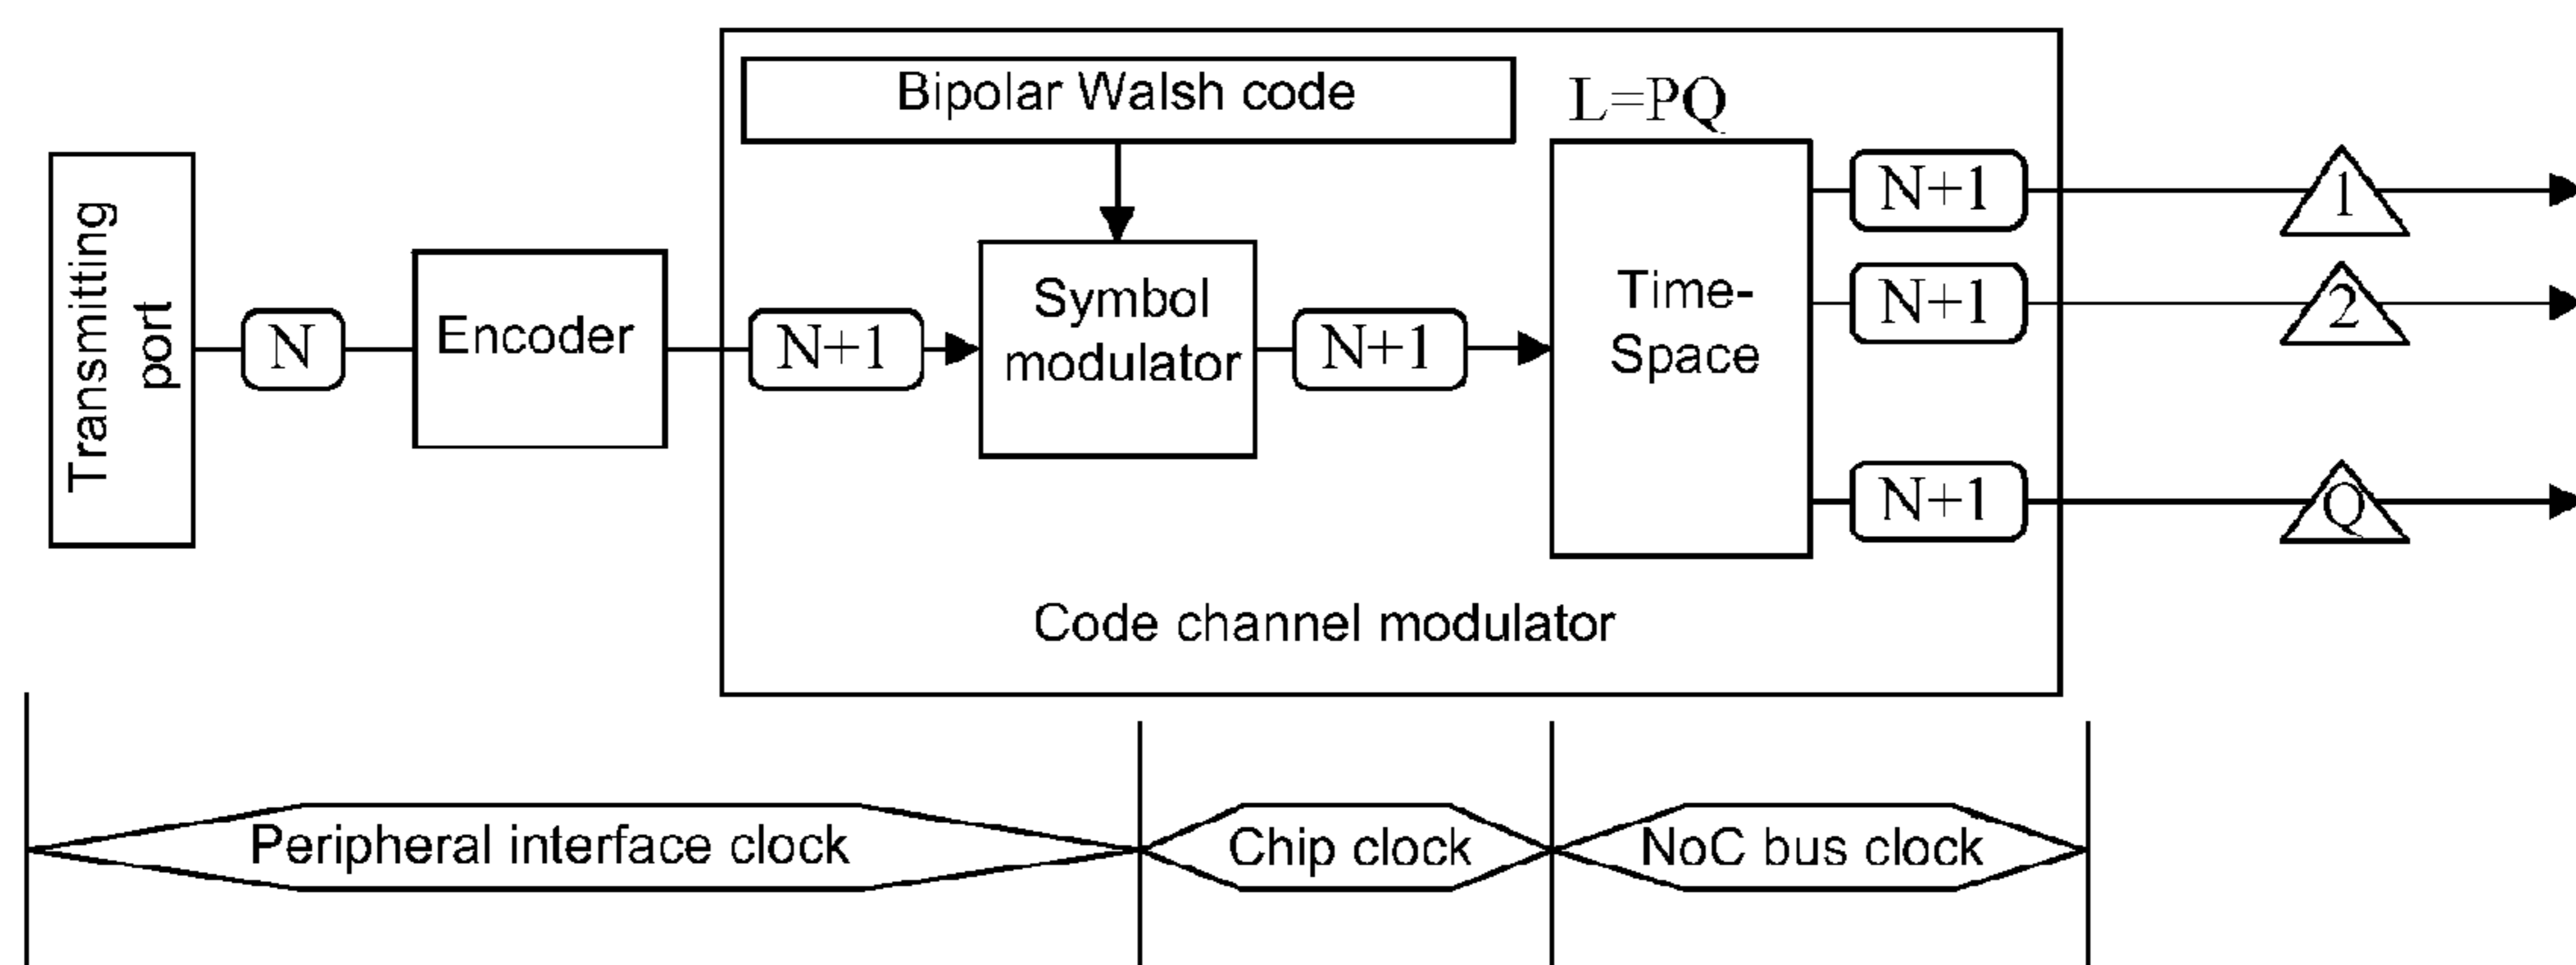 Bipolar Walsh code
L=PQ
Transmitting
port
N
Encoder
N+1
Symbol
modulator
N+1
Time-
Space
N+1
N+1
N+1
1
2
Q
Code channel modulator
Peripheral interface clock
Chip clock
NoC bus clock